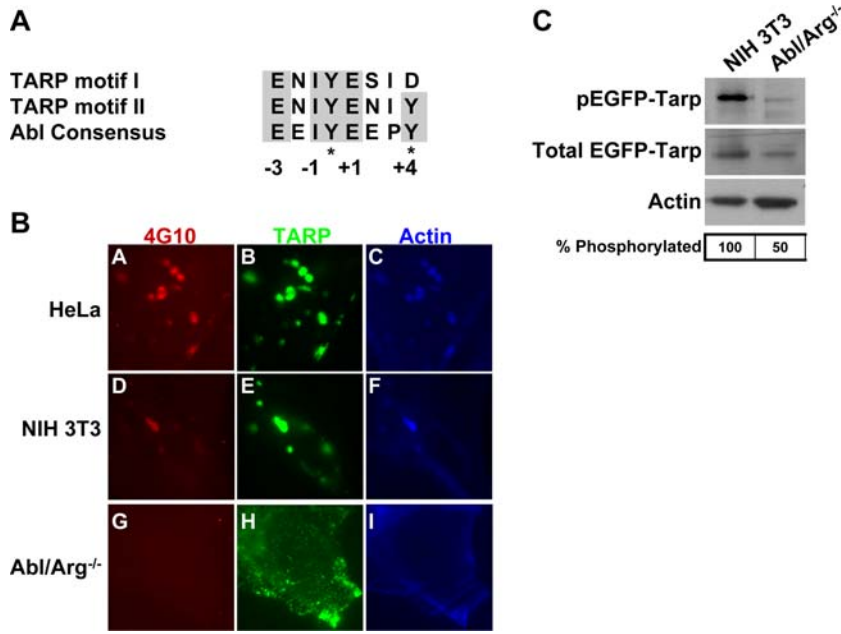 A
TARP motif I E N I Y E S I D
TARP motif II E N I Y E N I Y
Abl Consensus E E I Y E E P Y
* *
-3 -1 +1 +4
B
4G10 TARP Actin
HeLa A B C
NIH 3T3 D E F
Abl/Arg-/- G H I
C
NIH 3T3 Abl/Arg-/-
pEGFP-Tarp
Total EGFP-Tarp
Actin
% Phosphorylated 100 50